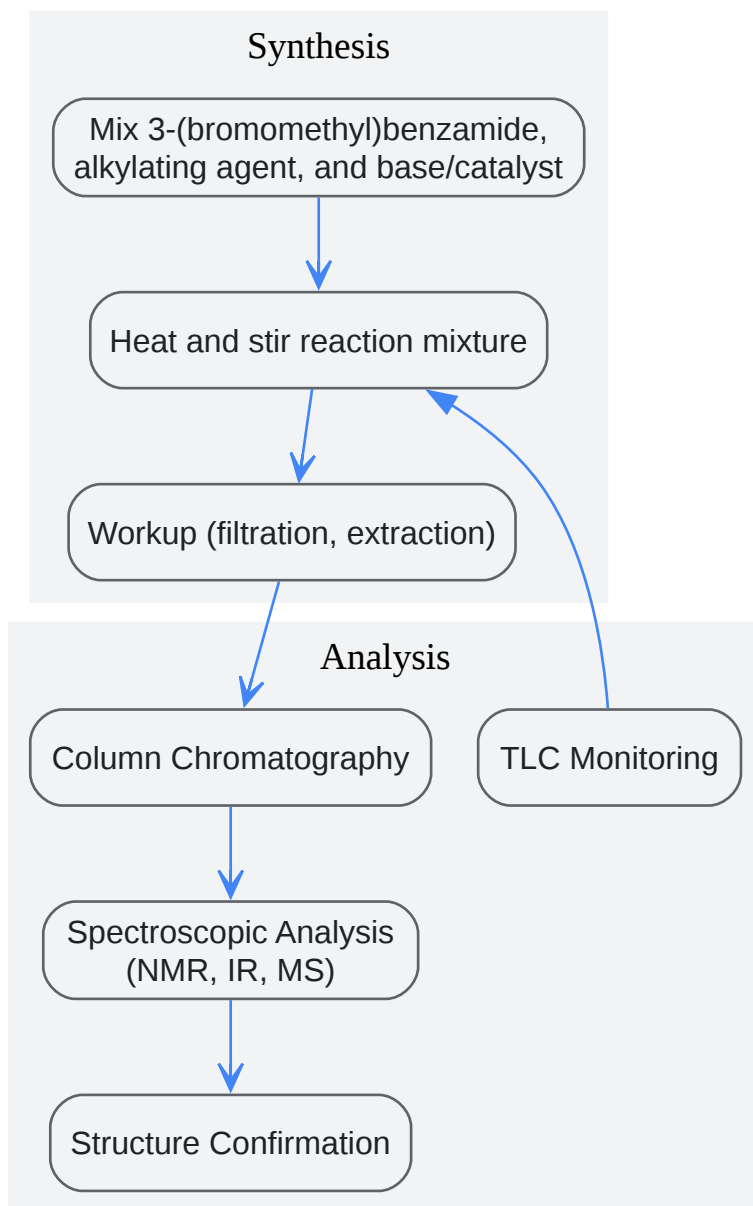 Synthesis
Mix 3-(bromomethyl)benzamide,
alkylating agent, and base/catalyst
Heat and stir reaction mixture
Workup (filtration, extraction)
Analysis
Column Chromatography
TLC Monitoring
Spectroscopic Analysis
(NMR, IR, MS)
Structure Confirmation